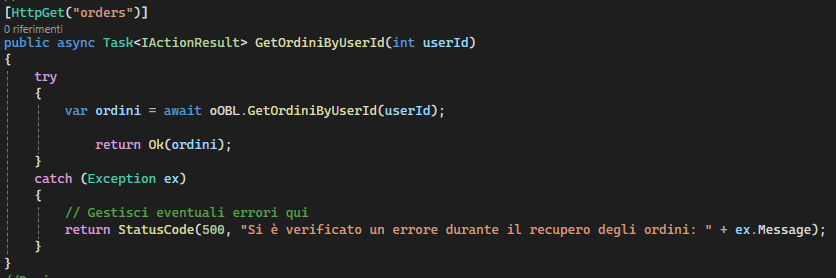 [HttpGet("orders")]
0 riferimenti
public async Task<IActionResult> GetOrdiniByUserId(int userId)
{
try
{
var ordini = await oOBL.GetOrdiniByUserId(userId);
return Ok(ordini);
}
catch (Exception ex)
{
// Gestisci eventuali errori qui
return StatusCode(500, "Si è verificato un errore durante il recupero degli ordini: " + ex.Message);
}
}